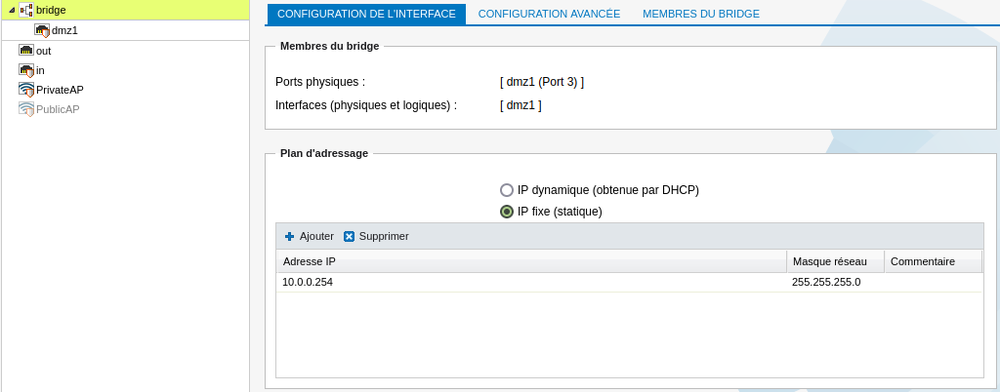 bridge
dmz1
out
in
PrivateAP
PublicAP
CONFIGURATION DE L'INTERFACE CONFIGURATION AVANCÉE MEMBRES DU BRIDGE
Membres du bridge
Ports physiques : [ dmz1 (Port 3) ]
Interfaces (physiques et logiques) : [ dmz1 ]
Plan d'adressage
IP dynamique (obtenue par DHCP)
IP fixe (statique)
Ajouter Supprimer
Adresse IP Masque réseau Commentaire
10.0.0.254 255.255.255.0